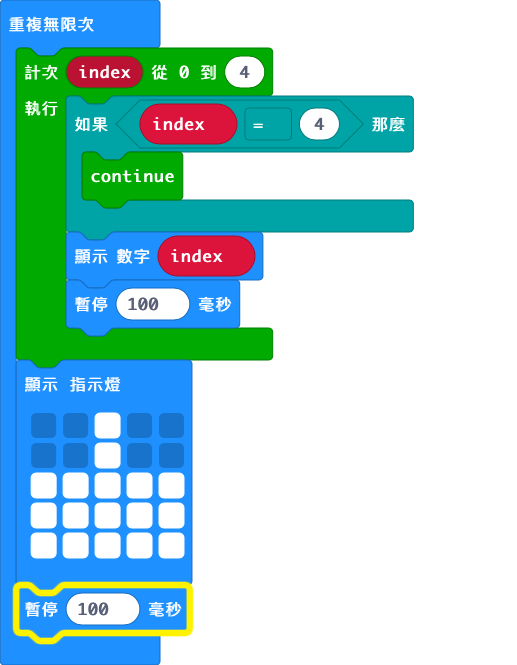 重複無限次
計次 index 從 0 到 4
執行
如果 index = 4 那麼
continue
顯示 數字 index
暫停 100 毫秒
顯示 指示燈
暫停 100 毫秒